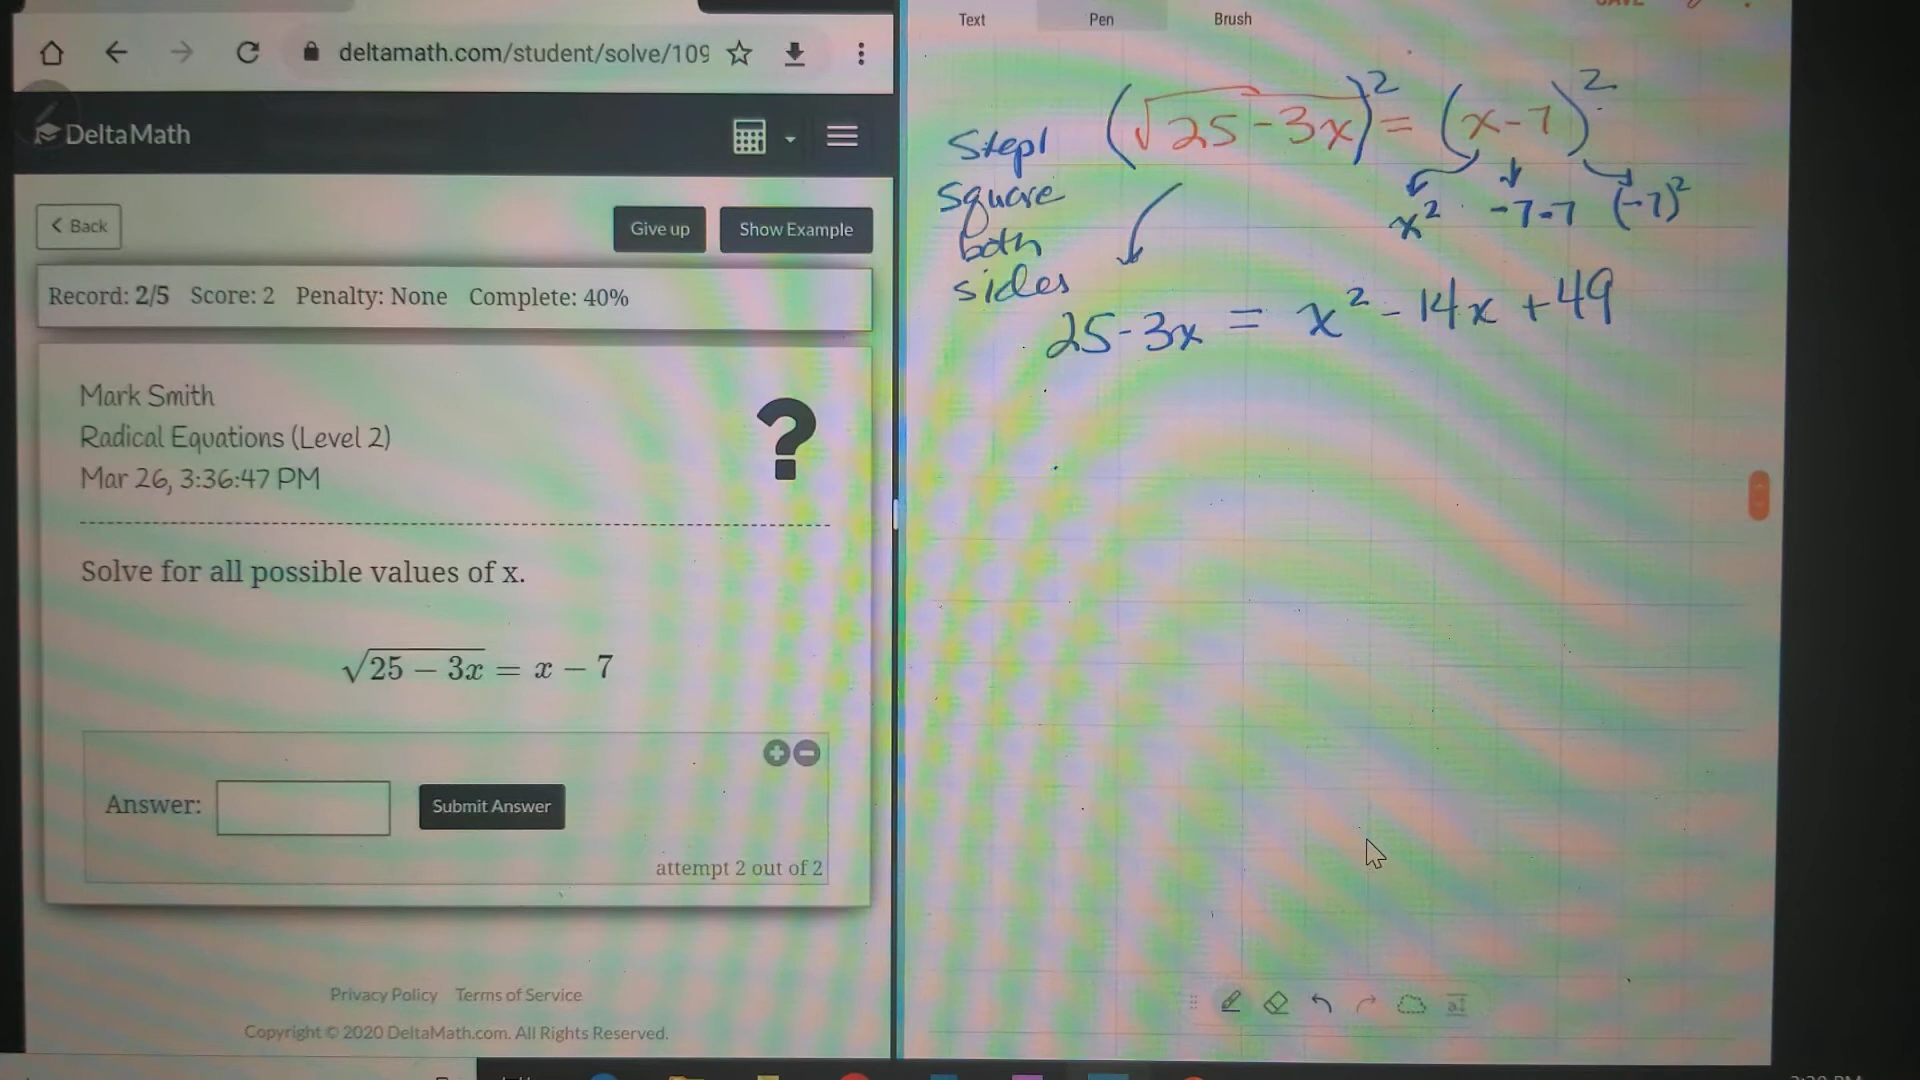 Text Pen Brush
deltamath.com/student/solve/109
DeltaMath
Back
Give up
Show Example
Record: 2/5 Score: 2 Penalty: None Complete: 40%
Mark Smith
Radical Equations (Level 2)
Mar 26, 3:36:47 PM
?
Solve for all possible values of x.
√25 − 3x = x − 7
Answer:
Submit Answer
attempt 2 out of 2
Privacy Policy Terms of Service
Copyright © 2020 DeltaMath.com. All Rights Reserved.
(√25-3x)² = (x-7)²
Step1
square
both
sides
x² -7-7 (-7)²
25-3x = x² - 14x + 49